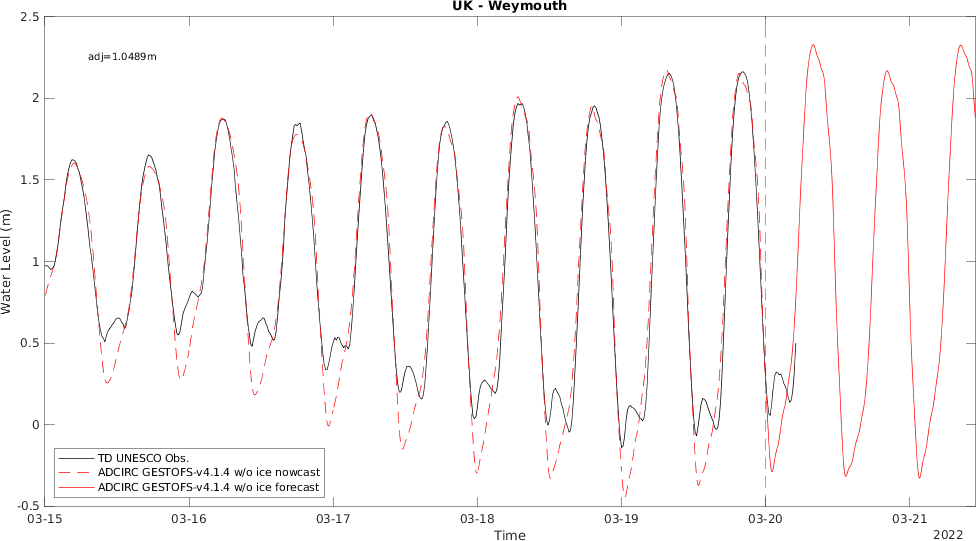 UK - Weymouth
adj=1.0489m
2.5
2
1.5
1
0.5
0
-0.5
Water Level (m)
TD UNESCO Obs.
ADCIRC GESTOFS-v4.1.4 w/o ice nowcast
ADCIRC GESTOFS-v4.1.4 w/o ice forecast
03-15 03-16 03-17 03-18 03-19 03-20 03-21
Time
2022